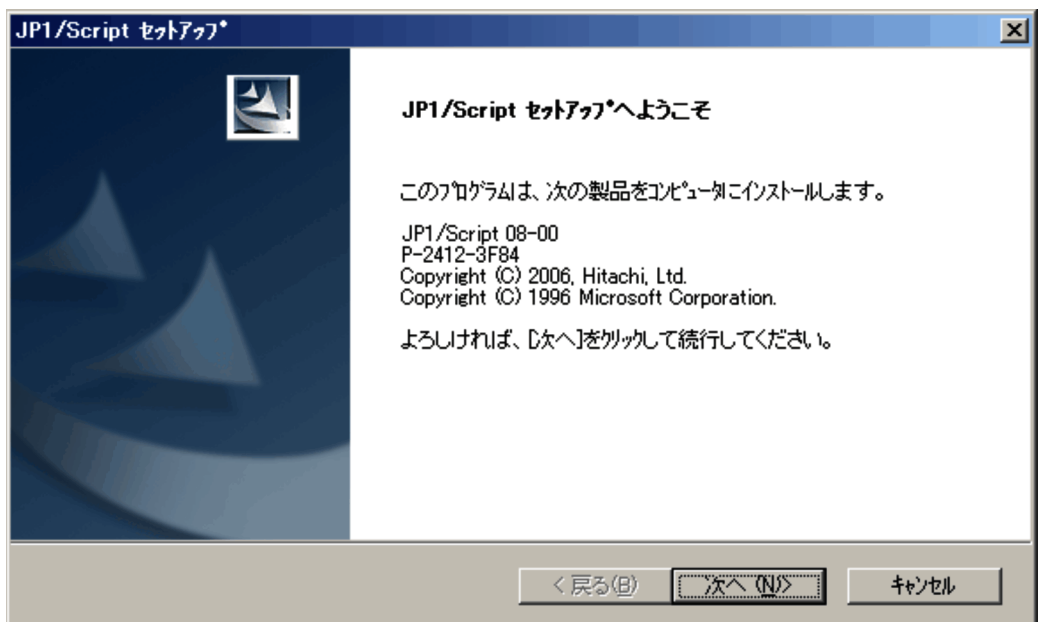 JP1/Script ｾｯﾄｱｯﾌﾟ
JP1/Script ｾｯﾄｱｯﾌﾟへようこそ
このﾌﾟﾛｸﾞﾗﾑは、次の製品をｺﾝﾋﾟｭｰﾀにｲﾝｽﾄｰﾙします。
JP1/Script 08-00
P-2412-3F84
Copyright (C) 2006, Hitachi, Ltd.
Copyright (C) 1996 Microsoft Corporation.
よろしければ、[次へ]をｸﾘｯｸして続行してください。
< 戻る(B)
次へ (N)>
ｷｬﾝｾﾙ